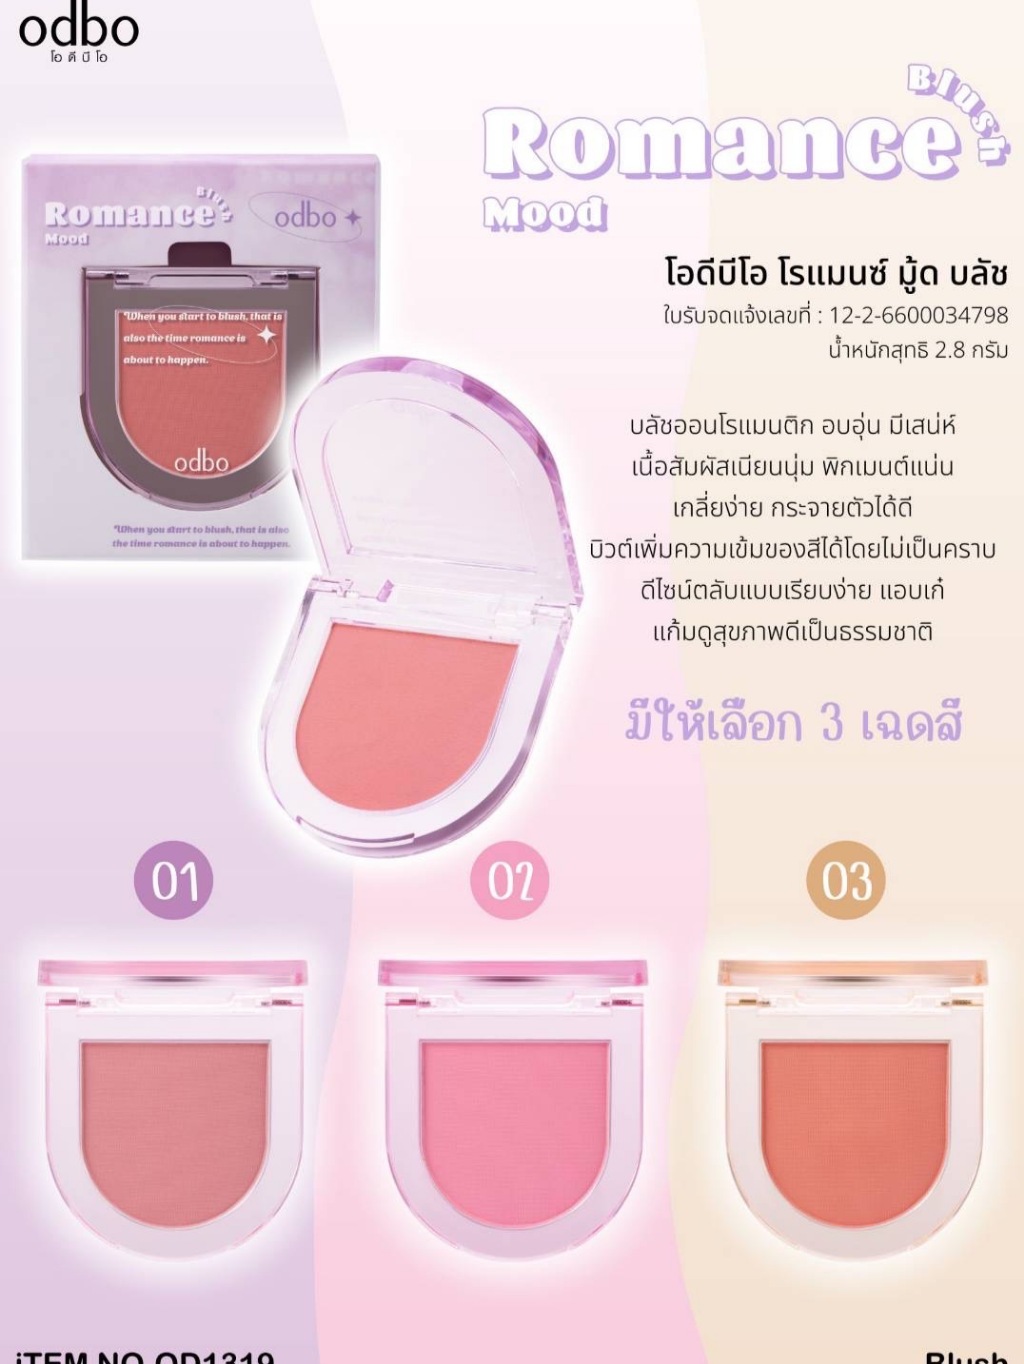 odbo
โอ ดี บี โอ
Romance Blush
Mood
Romance Blush
Mood
odbo
"When you start to blush, that is
also the time romance is
about to happen.
odbo
"When you start to blush, that is also
the time romance is about to happen.
โอดีบีโอ โรแมนซ์ มู้ด บลัช
ใบรับจดแจ้งเลขที่ : 12-2-6600034798
น้ำหนักสุทธิ 2.8 กรัม
บลัชออนโรแมนติก อบอุ่น มีเสน่ห์
เนื้อสัมผัสเนียนนุ่ม พิกเมนต์แน่น
เกลี่ยง่าย กระจายตัวได้ดี
บิวต์เพิ่มความเข้มของสีได้โดยไม่เป็นคราบ
ดีไซน์ตลับแบบเรียบง่าย แอบเก๋
แก้มดูสุขภาพดีเป็นธรรมชาติ
มีให้เลือก 3 เฉดสี
01
02
03
iTEM NO.OD1319
Blush